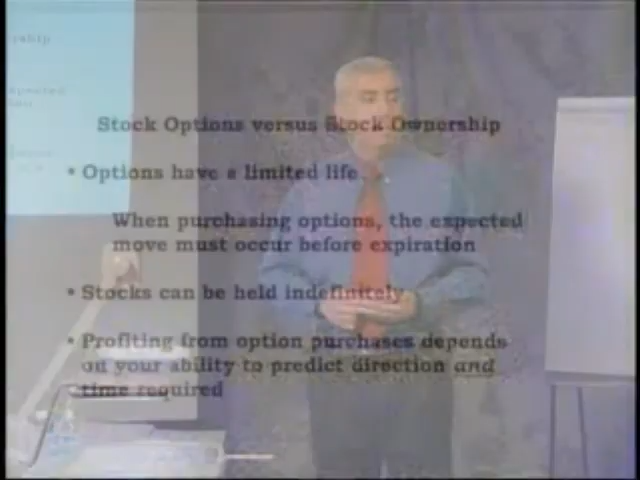 Stock Options versus Stock Ownership
• Options have a limited life
When purchasing options, the expected
move must occur before expiration
• Stocks can be held indefinitely
• Profiting from option purchases depends
on your ability to predict direction and
time required